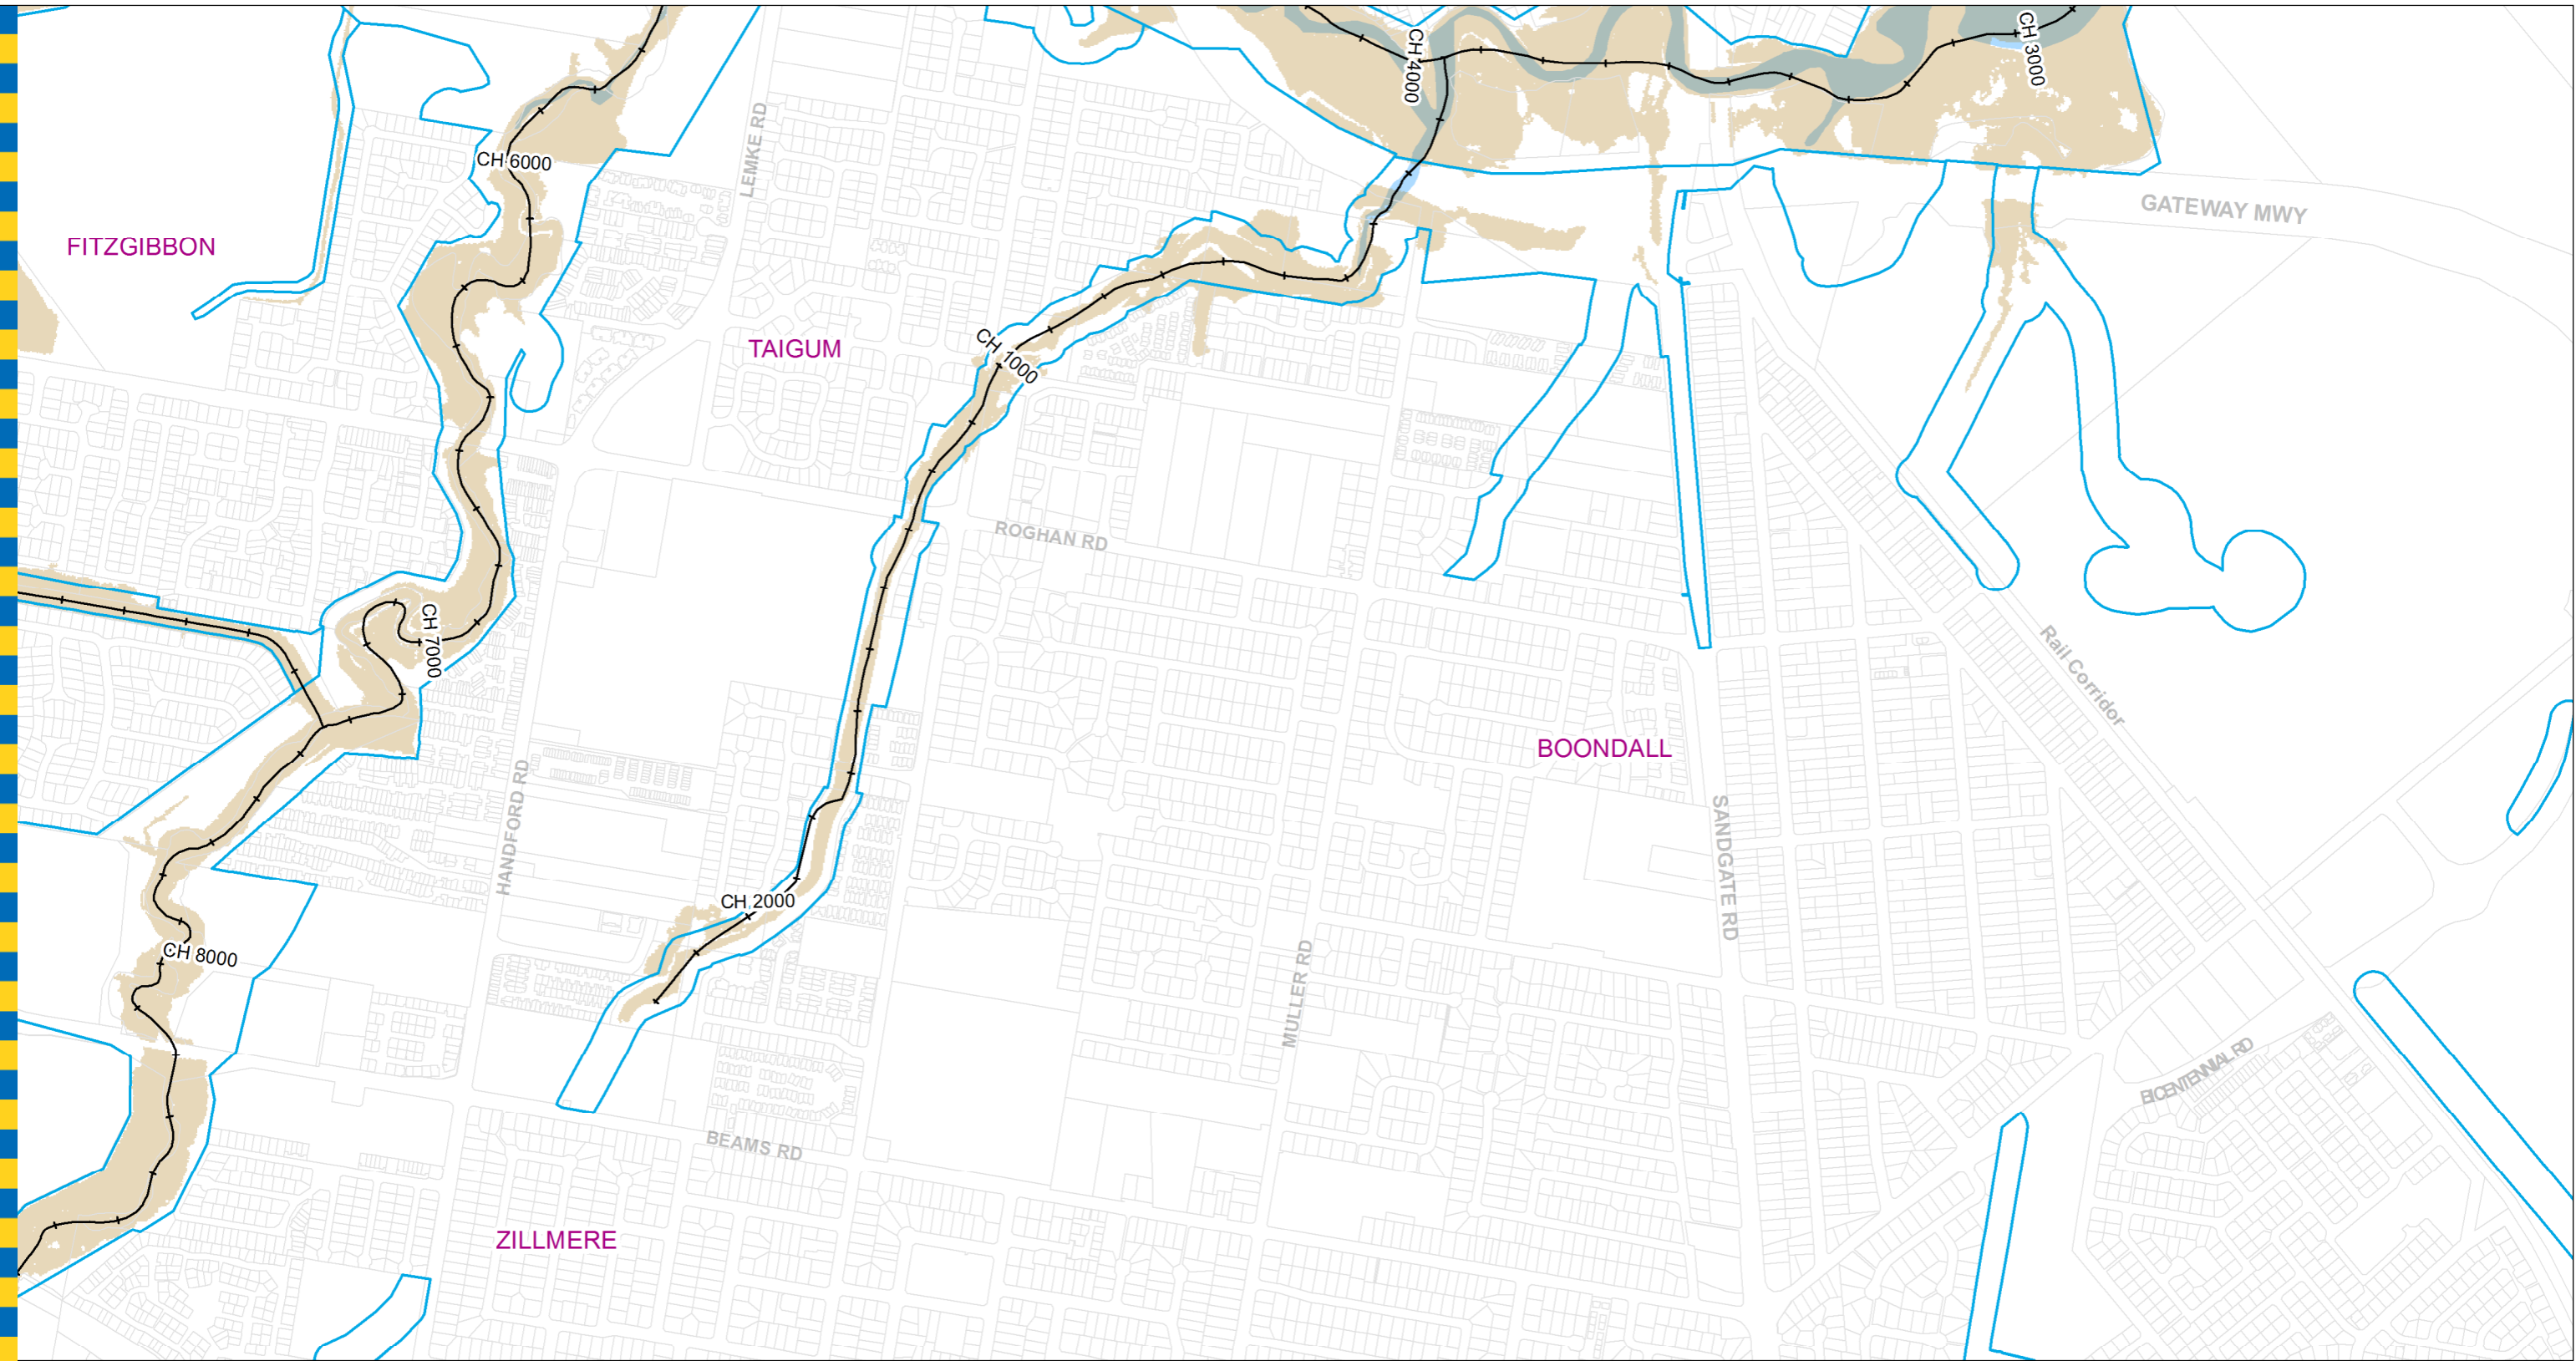 CH 3000
CH 4000
LEMKE RD
CH 6000
GATEWAY MWY
FITZGIBBON
TAIGUM
CH 1000
ROGHAN RD
CH 7000
Rail Corridor
BOONDALL
HANDFORD RD
SANDGATE RD
CH 2000
CH 8000
MULLER RD
BICENTENNIAL RD
BEAMS RD
ZILLMERE